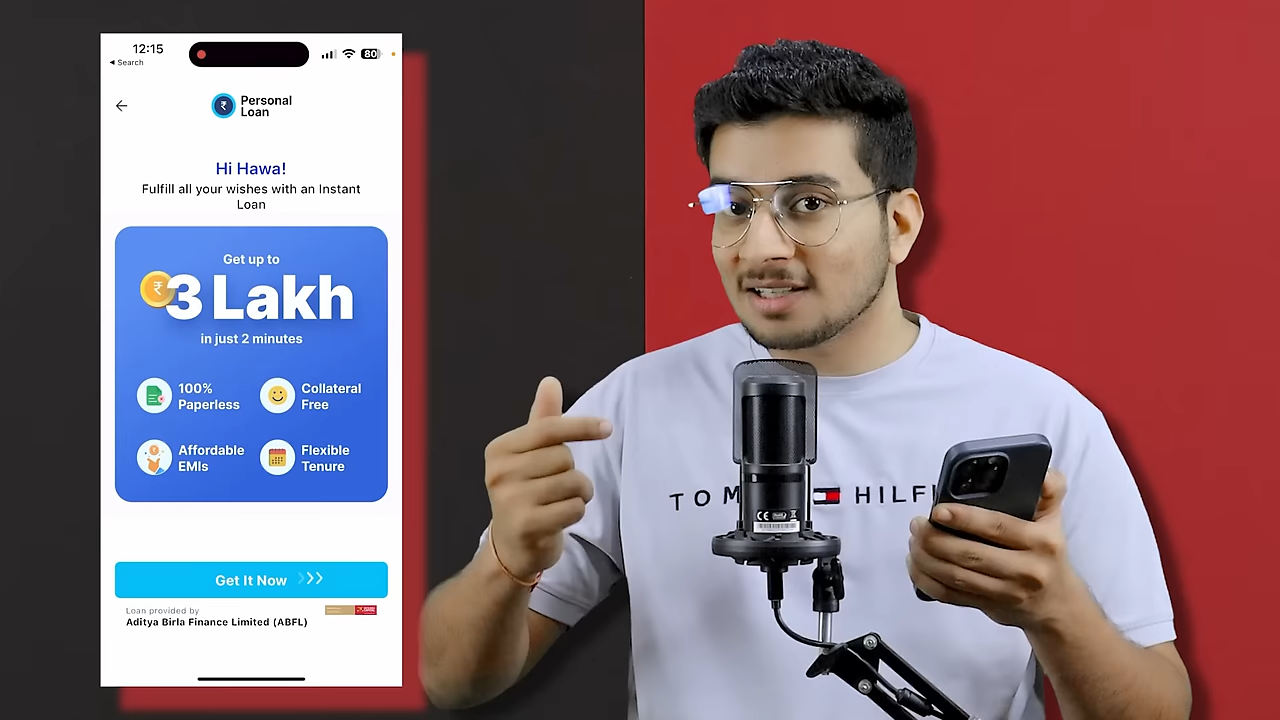 12:15
80
◀ Search
Personal
Loan
Hi Hawa!
Fulfill all your wishes with an Instant
Loan
Get up to
₹
3 Lakh
in just 2 minutes
100%
Paperless
Collateral
Free
Affordable
EMIs
Flexible
Tenure
Get It Now
Loan provided by
Aditya Birla Finance Limited (ABFL)
TOM HILFI
CE